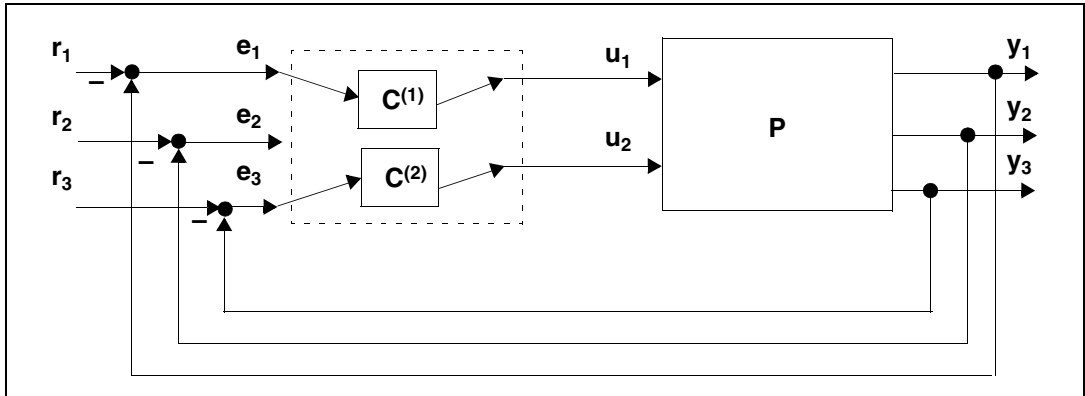 r1 e1 u1 y1
C(1)
r2 e2 P y2
u2
r3 e3 C(2) y3
– – –